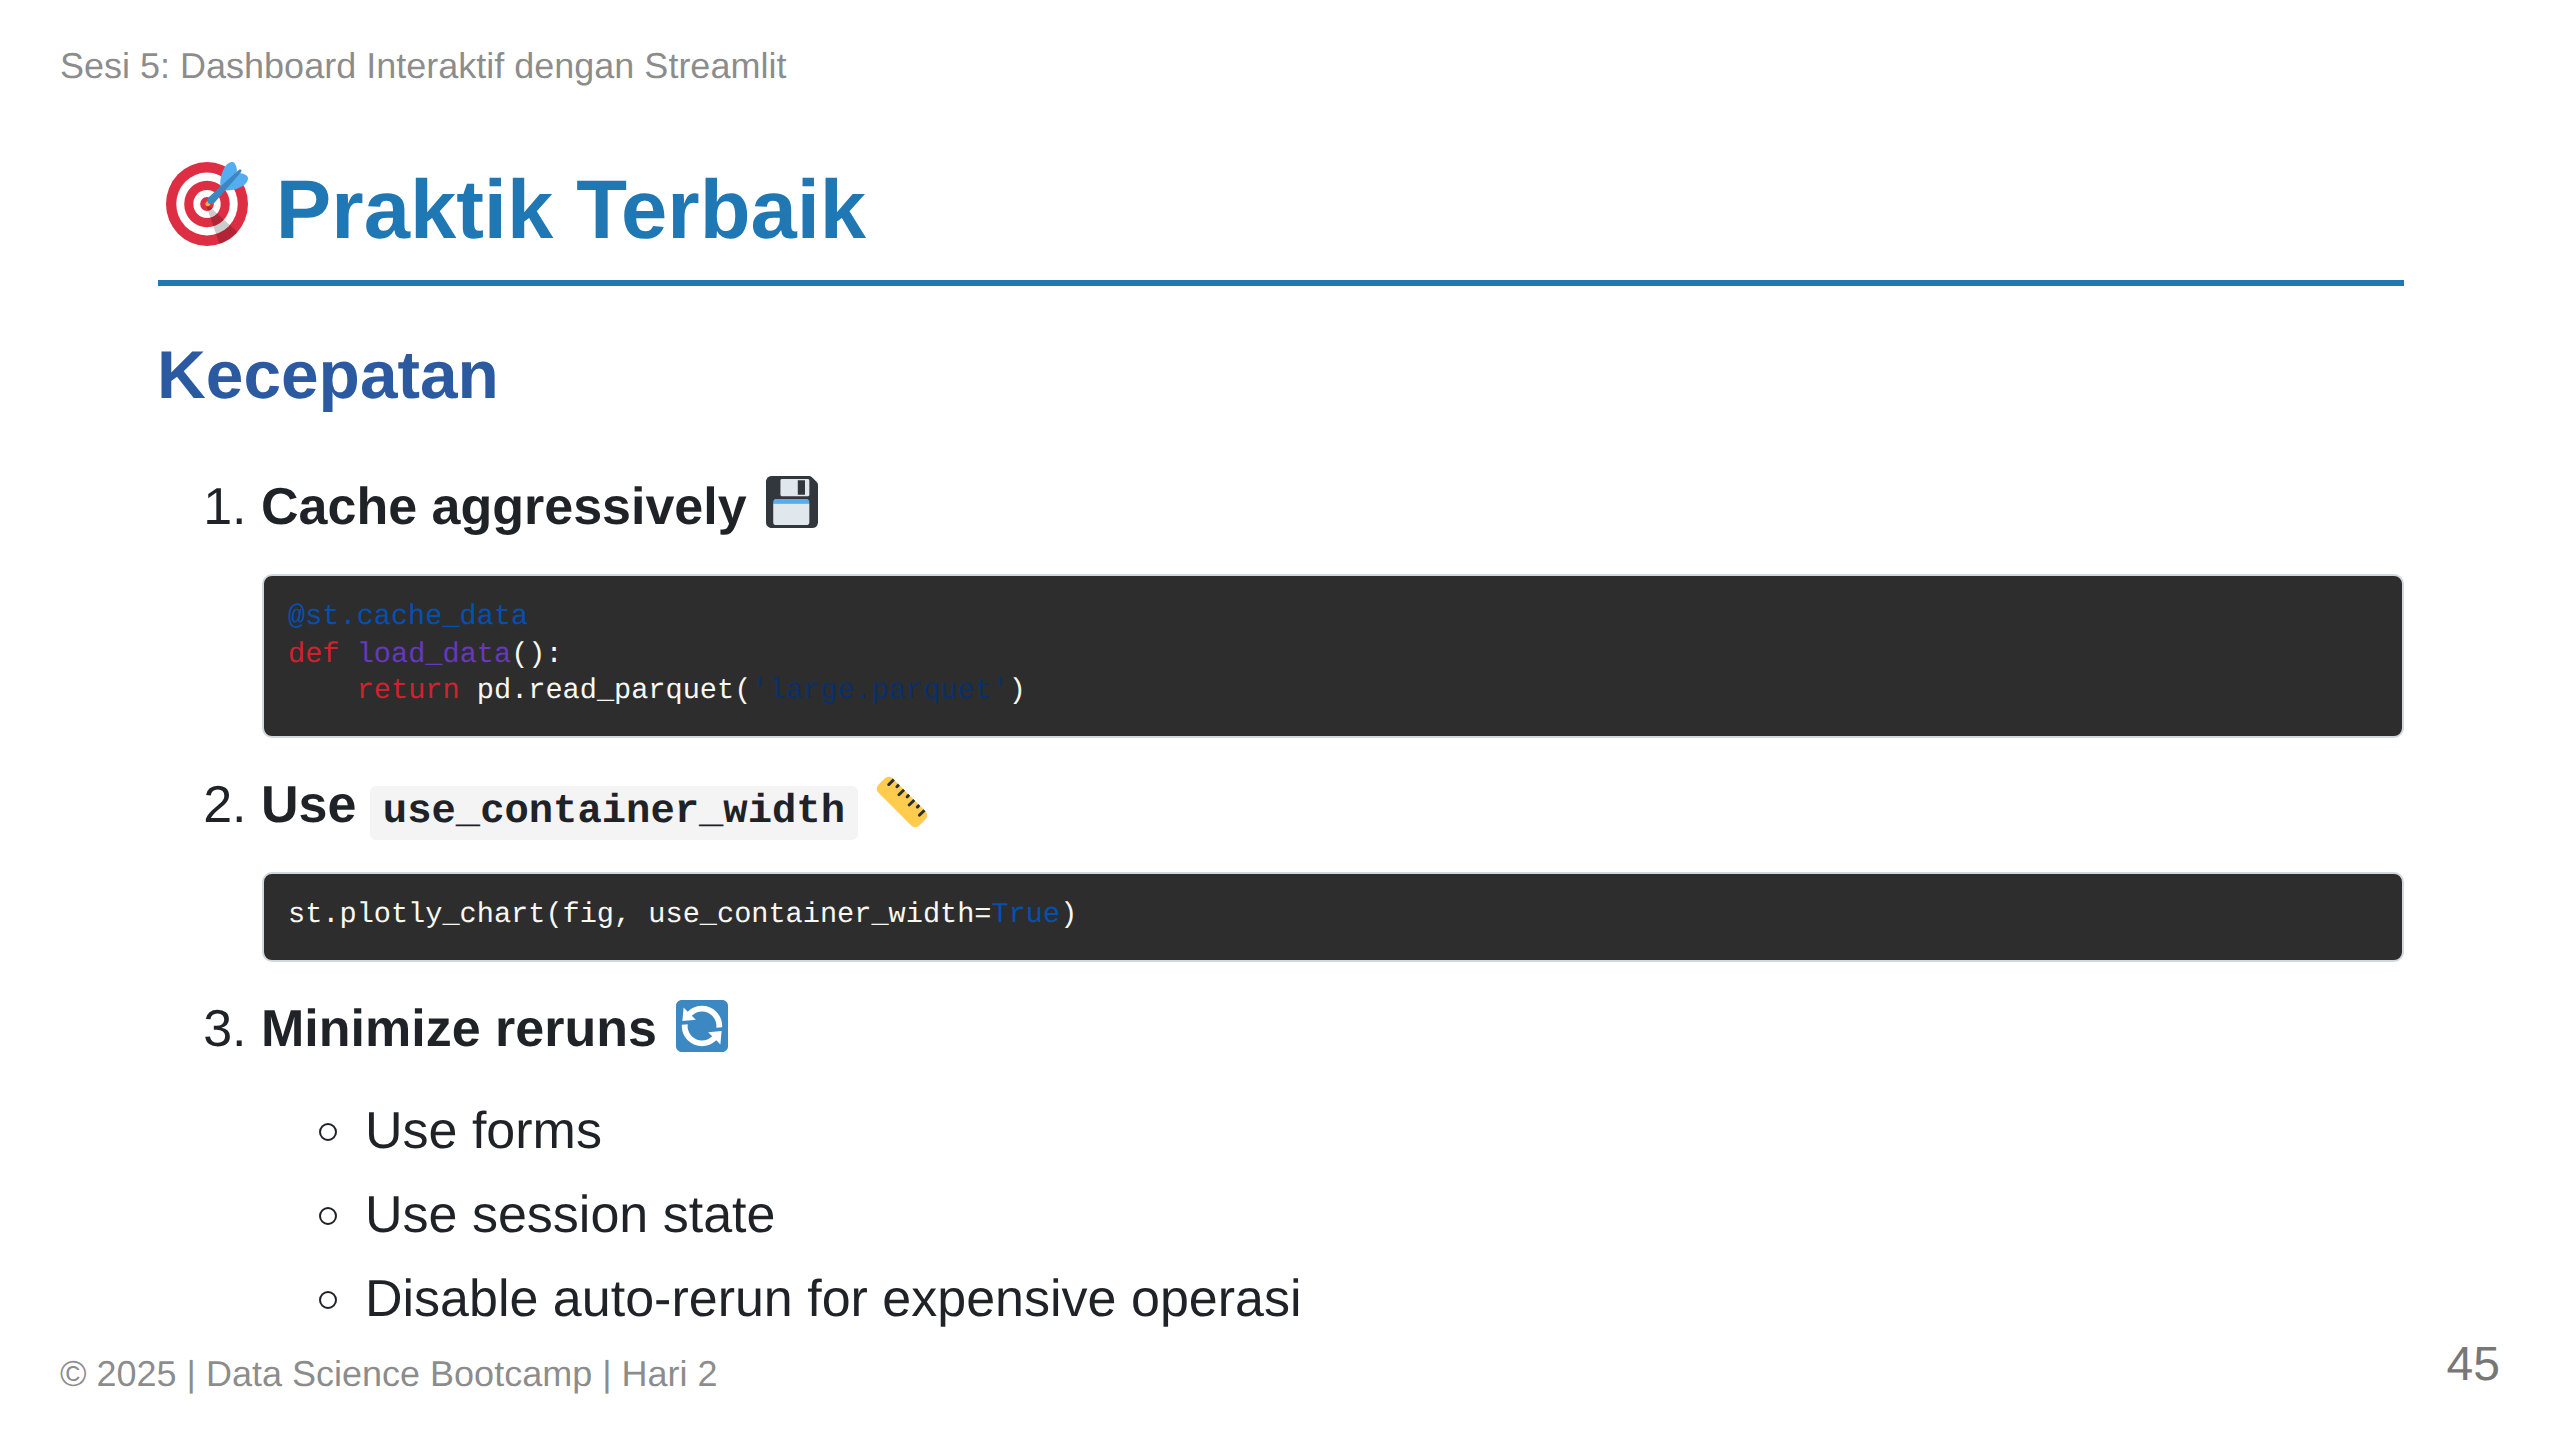 Sesi 5: Dashboard Interaktif dengan Streamlit
🎯 Praktik Terbaik
Kecepatan
1. Cache aggressively 💾
@st.cache_data
def load_data():
    return pd.read_parquet('large.parquet')
2. Use use_container_width 📏
st.plotly_chart(fig, use_container_width=True)
3. Minimize reruns 🔄
○ Use forms
○ Use session state
○ Disable auto-rerun for expensive operasi
© 2025 | Data Science Bootcamp | Hari 2
45